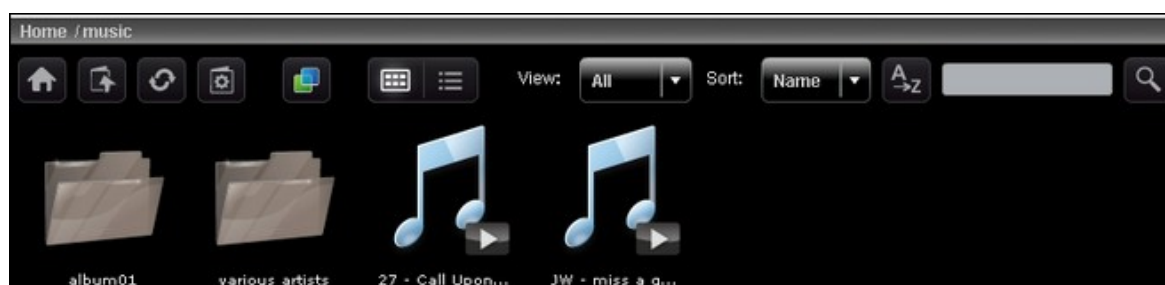 Home / music
View: All Sort: Name A→Z
album01 various artists 27 - Call Upon... JW - miss a g...